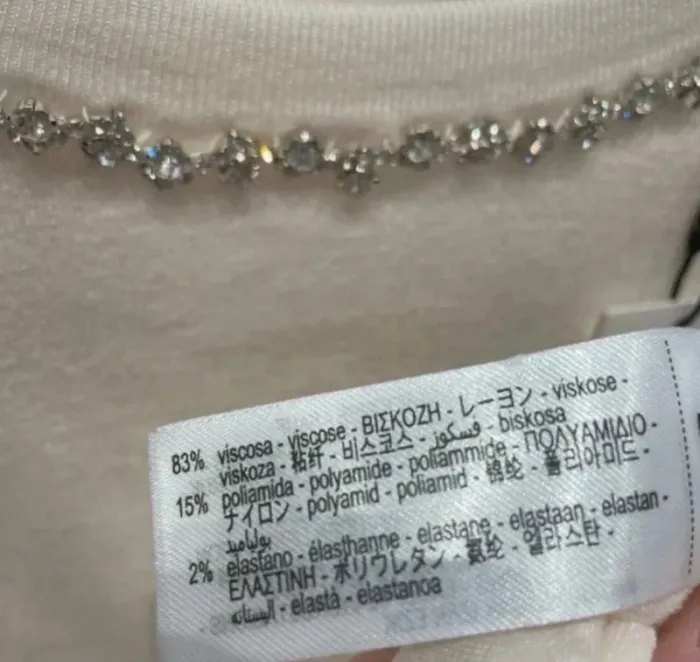 83% viscosa - viscose - ΒΙΣΚΟΖΗ - レーヨン - viskose -
viskoza - 粘纤 - 비스코스 - فسكوز - biskosa
15% poliamida - polyamide - poliammide - ΠΟΛΥΑΜΙΔΙΟ -
ナイロン - polyamid - poliamid - 锦纶 - 폴리아미드 -
بولياميد
2% elastano - élasthanne - elastane - elastaan - elastan -
ΕΛΑΣΤΙΝΗ - ポリウレタン - 氨纶 - 엘라스탄 -
الیستانه - elastà - elastanoa